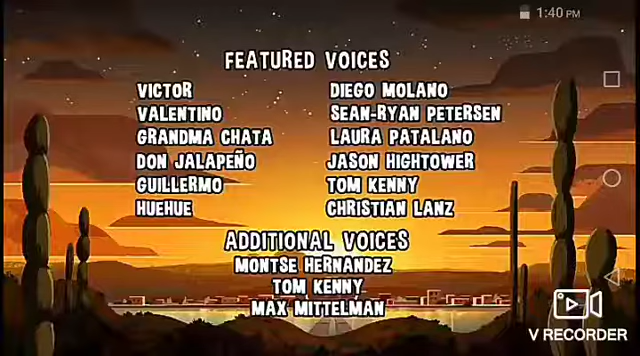 1:40 PM
FEATURED VOICES
VICTOR DIEGO MOLANO
VALENTINO SEAN-RYAN PETERSEN
GRANDMA CHATA LAURA PATALANO
DON JALAPEÑO JASON HIGHTOWER
GUILLERMO TOM KENNY
HUEHUE CHRISTIAN LANZ
ADDITIONAL VOICES
MONTSE HERNANDEZ
TOM KENNY
MAX MITTELMAN
V RECORDER